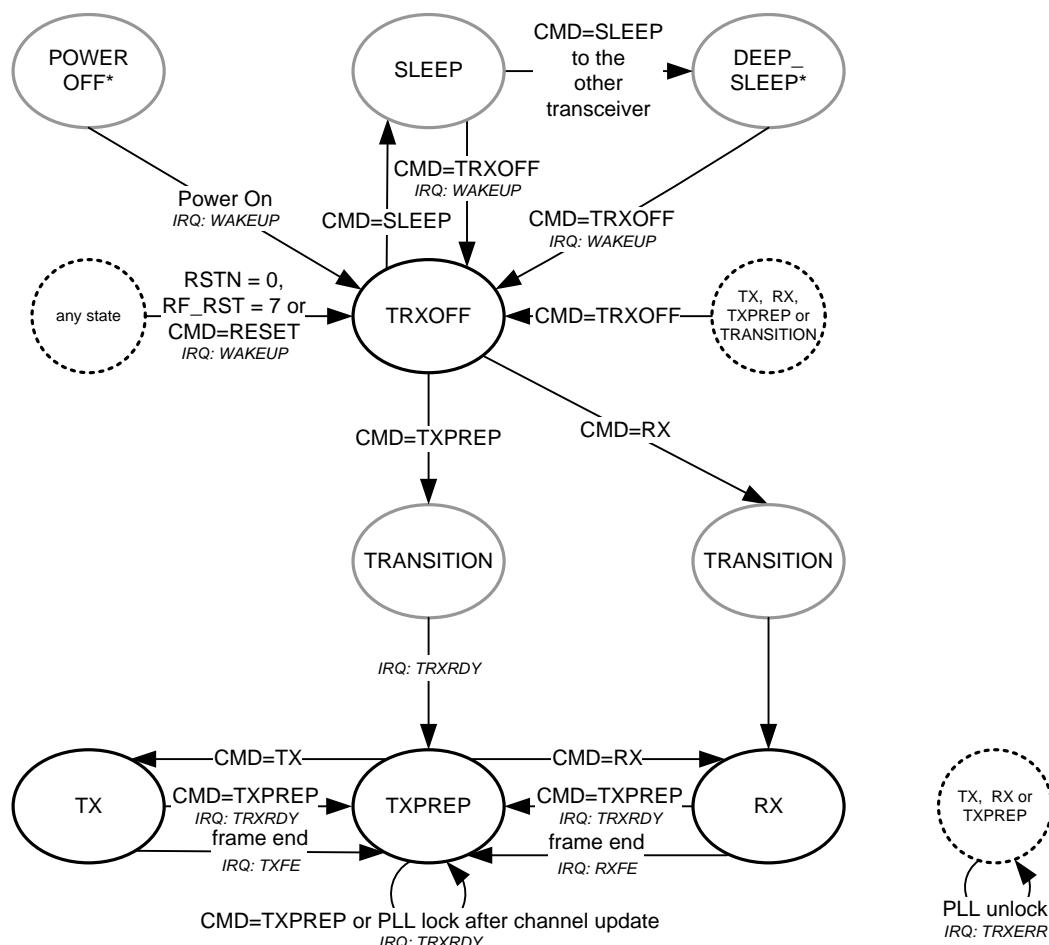 POWER
OFF*
SLEEP
CMD=SLEEP
to the
other
transceiver
DEEP_
SLEEP*
Power On
IRQ: WAKEUP
CMD=SLEEP
CMD=TRXOFF
IRQ: WAKEUP
CMD=TRXOFF
IRQ: WAKEUP
any state
RSTN = 0,
RF_RST = 7 or
CMD=RESET
IRQ: WAKEUP
TRXOFF
CMD=TRXOFF
TX, RX,
TXPREP or
TRANSITION
CMD=TXPREP
CMD=RX
TRANSITION
TRANSITION
IRQ: TRXRDY
TX
CMD=TX
CMD=TXPREP
IRQ: TRXRDY
frame end
IRQ: TXFE
TXPREP
CMD=RX
CMD=TXPREP
IRQ: TRXRDY
frame end
IRQ: RXFE
RX
TX, RX or
TXPREP
CMD=TXPREP or PLL lock after channel update
IRQ: TRXRDY
PLL unlock
IRQ: TRXERR